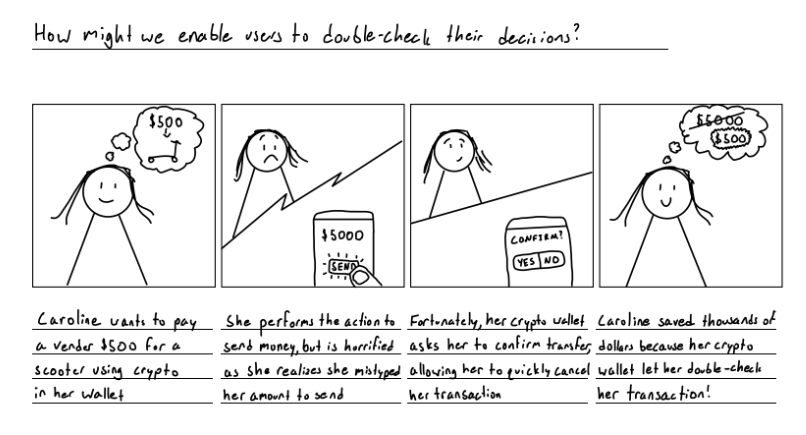 How might we enable users to double-check their decisions?
$500
$5000
SEND
CONFIRM?
YES NO
$5000
$500
Caroline wants to pay
a vender $500 for a
scooter using crypto
in her wallet
She performs the action to
send money, but is horrified
as she realizes she mistyped
her amount to send
Fortunately, her crypto wallet
asks her to confirm transfer,
allowing her to quickly cancel
her transaction
Caroline saved thousands of
dollars because her crypto
wallet let her double-check
her transaction!